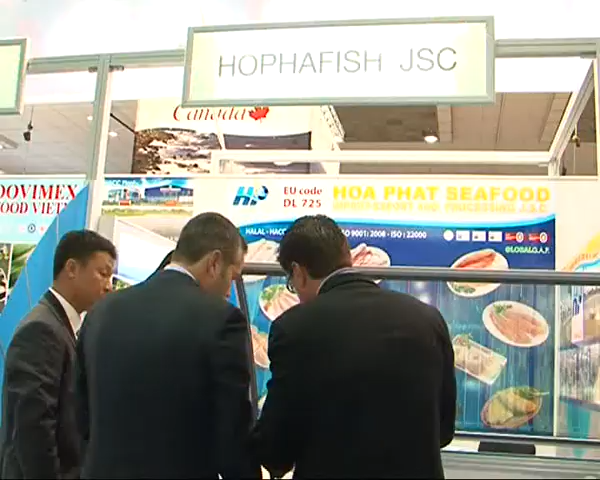 HOPHAFISH JSC
Canada
DOVIMEX
OOD VIET
HP
EU code
DL 725
HOA PHAT SEAFOOD
IMPORT EXPORT AND PROCESSING J.S.C
HALAL - HACC
ISO 9001: 2008 - ISO : 22000
GLOBALG.A.P.